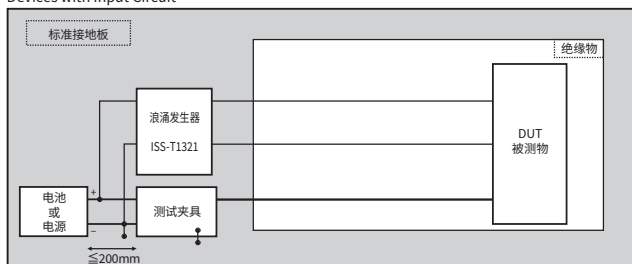 Devices with Input Circuit
标准接地板
绝缘物
浪涌发生器
ISS-T1321
DUT
被测物
电池
或
电源
+
−
测试夹具
≦200mm